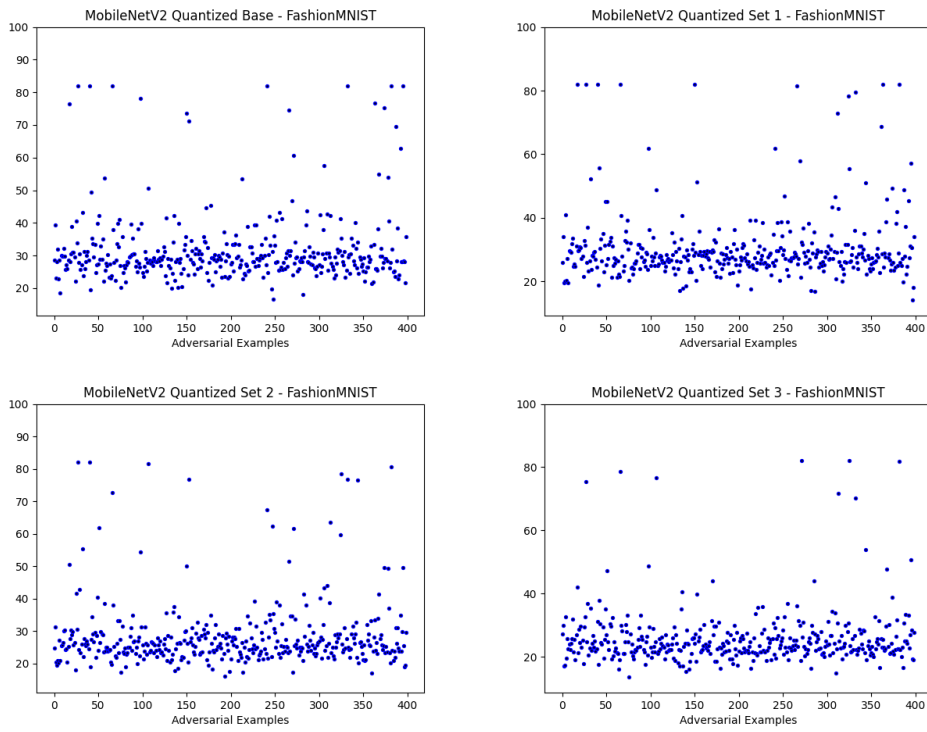 MobileNetV2 Quantized Base - FashionMNIST
100
90
80
70
60
50
40
30
20
0 50 100 150 200 250 300 350 400
Adversarial Examples
MobileNetV2 Quantized Set 1 - FashionMNIST
100
80
60
40
20
0 50 100 150 200 250 300 350 400
Adversarial Examples
MobileNetV2 Quantized Set 2 - FashionMNIST
100
90
80
70
60
50
40
30
20
0 50 100 150 200 250 300 350 400
Adversarial Examples
MobileNetV2 Quantized Set 3 - FashionMNIST
100
80
60
40
20
0 50 100 150 200 250 300 350 400
Adversarial Examples